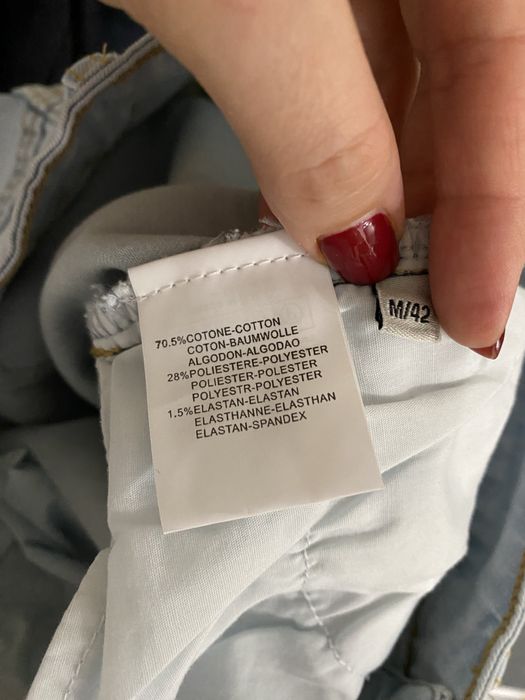 70.5%COTONE-COTTON
COTON-BAUMWOLLE
ALGODON-ALGODAO
28%POLIESTERE-POLYESTER
POLIESTER-POLESTER
POLYESTR-POLYESTER
1.5%ELASTAN-ELASTAN
ELASTHANNE-ELASTHAN
ELASTAN-SPANDEX
M/42